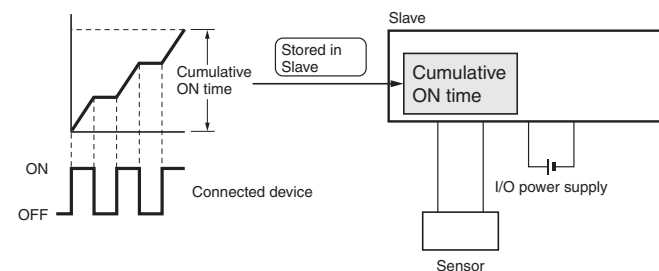 Slave
Stored in
Slave
Cumulative
ON time
Cumulative
ON time
ON
Connected device
OFF
I/O power supply
Sensor